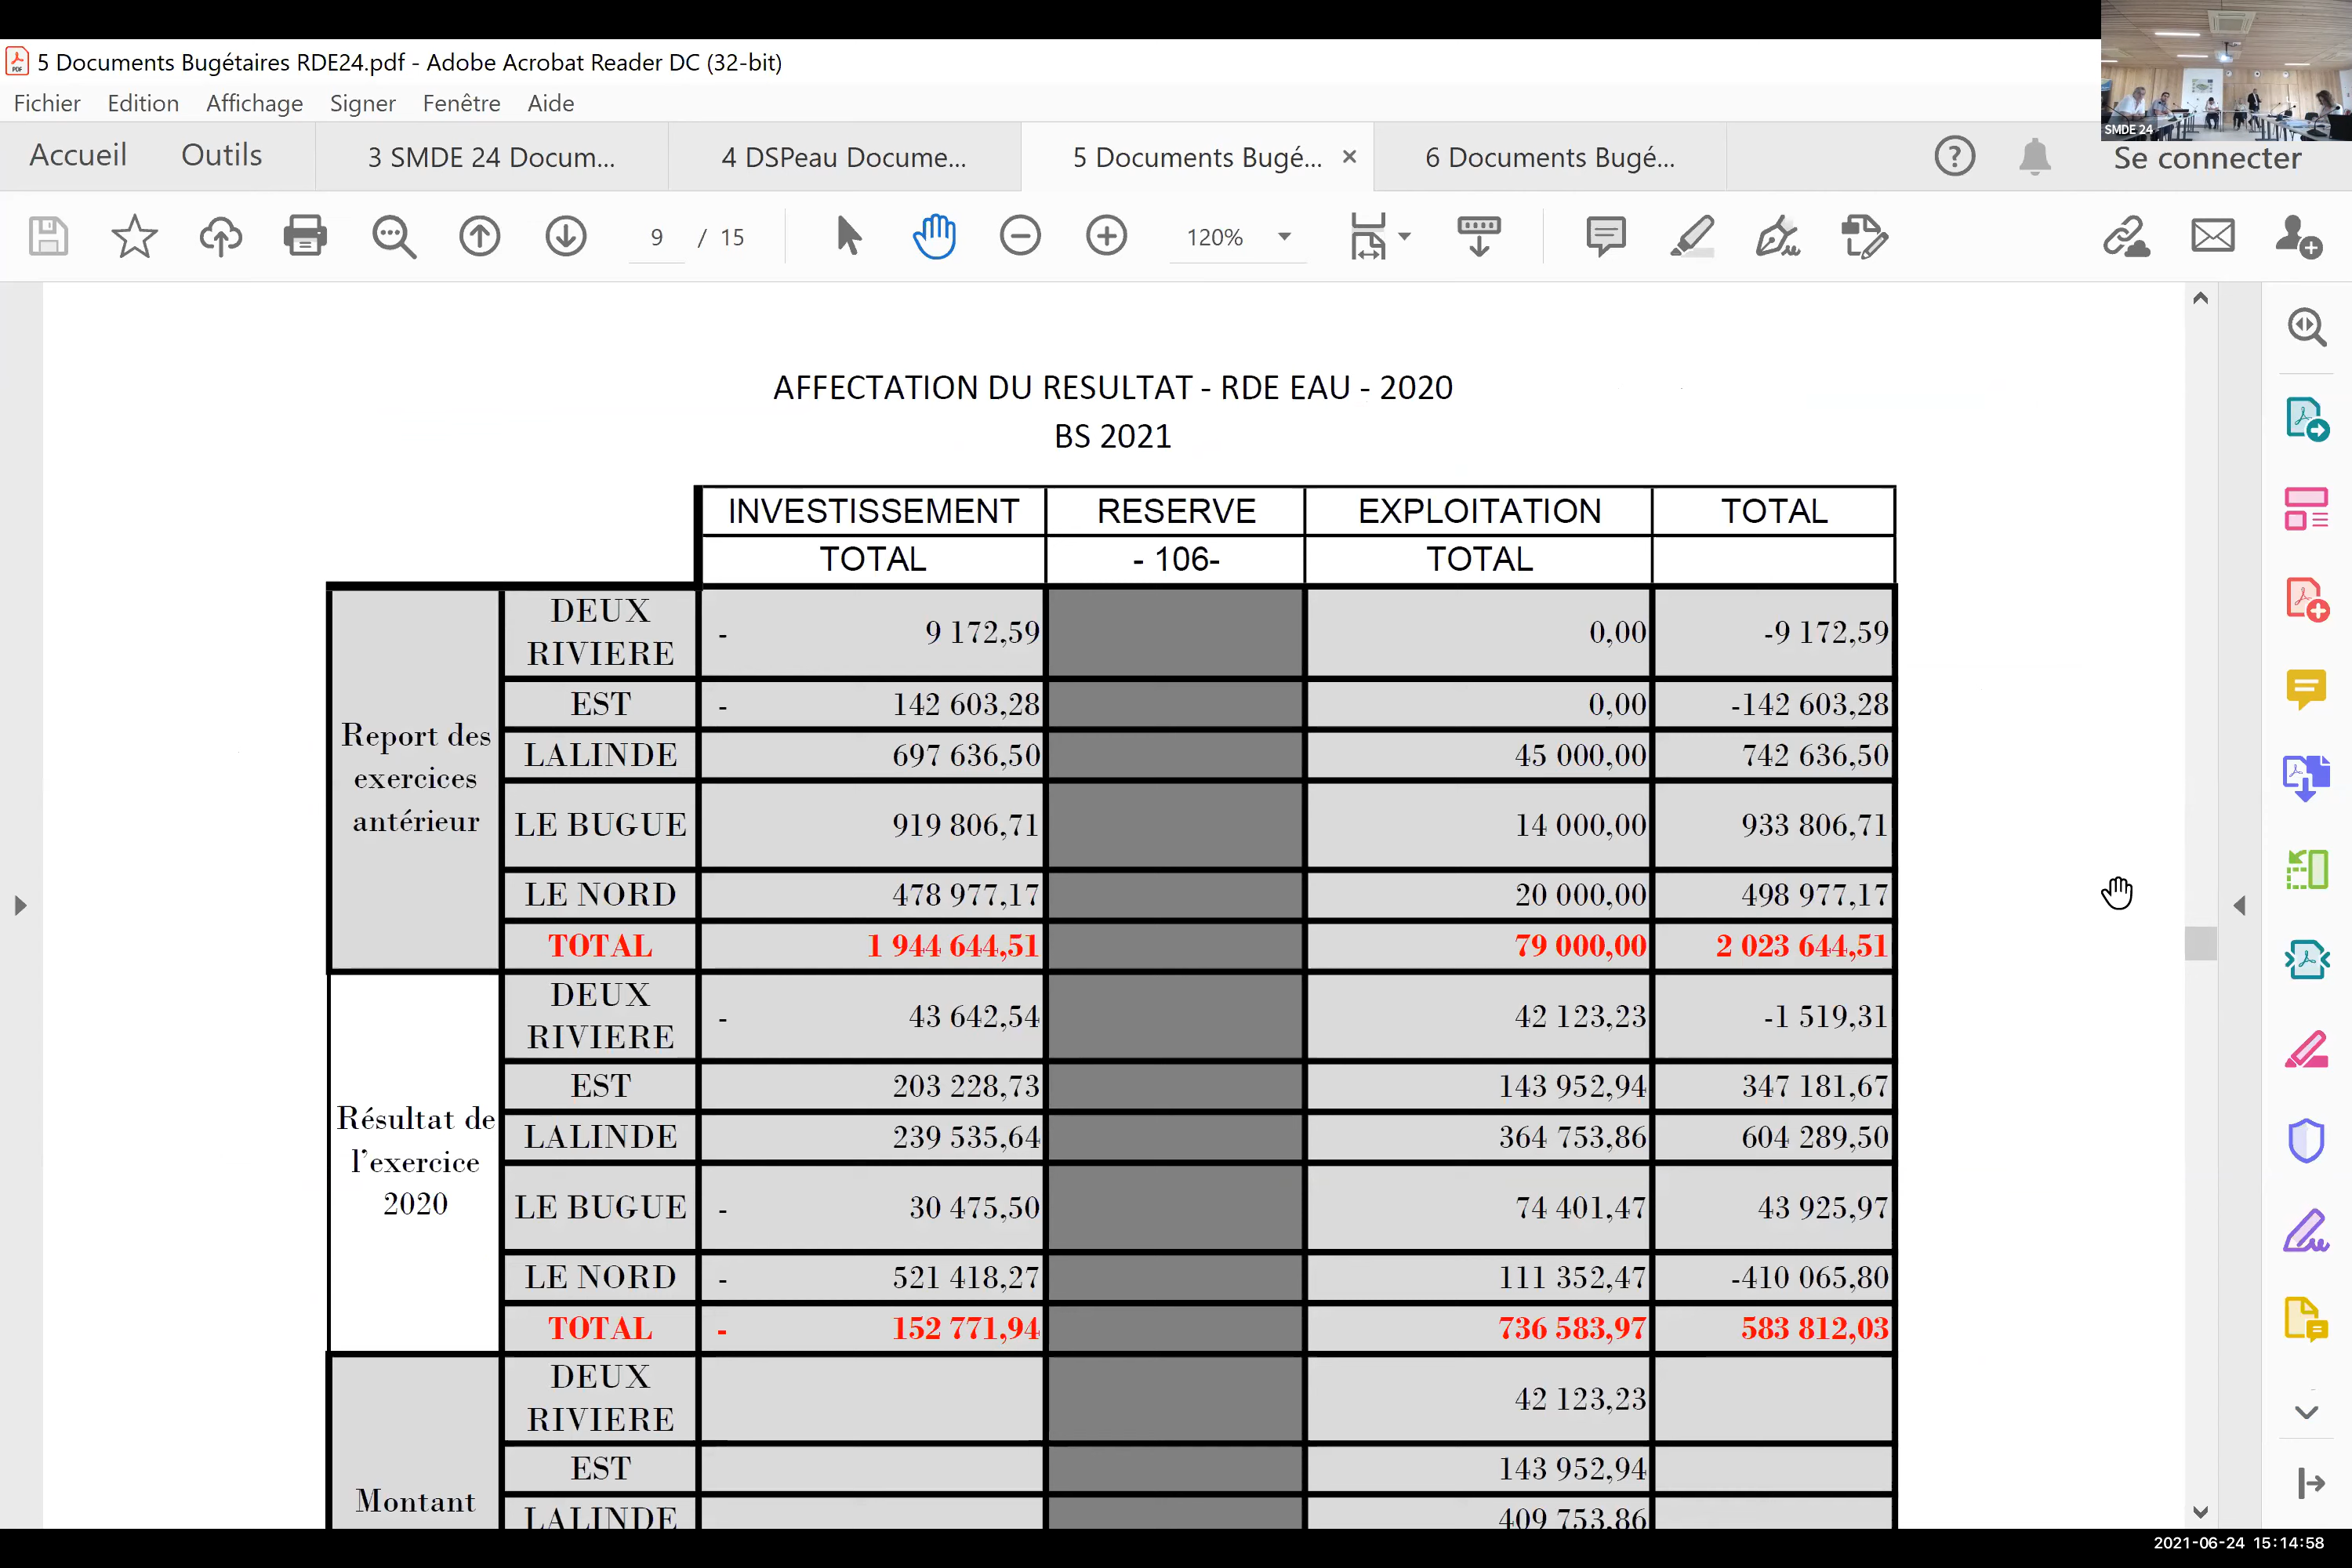 5 Documents Bugétaires RDE24.pdf - Adobe Acrobat Reader DC (32-bit)
SMDE 24
Fichier Edition Affichage Signer Fenêtre Aide
Accueil Outils 3 SMDE 24 Docum... 4 DSPeau Docume... 5 Documents Bugé... 6 Documents Bugé... Se connecter
9 / 15 120%
AFFECTATION DU RESULTAT - RDE EAU - 2020
BS 2021
INVESTISSEMENT RESERVE EXPLOITATION TOTAL
TOTAL - 106- TOTAL
Report des exercices antérieur
DEUX RIVIERE - 9 172,59 0,00 -9 172,59
EST - 142 603,28 0,00 -142 603,28
LALINDE 697 636,50 45 000,00 742 636,50
LE BUGUE 919 806,71 14 000,00 933 806,71
LE NORD 478 977,17 20 000,00 498 977,17
TOTAL 1 944 644,51 79 000,00 2 023 644,51
Résultat de l'exercice 2020
DEUX RIVIERE - 43 642,54 42 123,23 -1 519,31
EST 203 228,73 143 952,94 347 181,67
LALINDE 239 535,64 364 753,86 604 289,50
LE BUGUE - 30 475,50 74 401,47 43 925,97
LE NORD - 521 418,27 111 352,47 -410 065,80
TOTAL - 152 771,94 736 583,97 583 812,03
Montant
DEUX RIVIERE 42 123,23
EST 143 952,94
LALINDE 409 753,86
2021-06-24 15:14:58